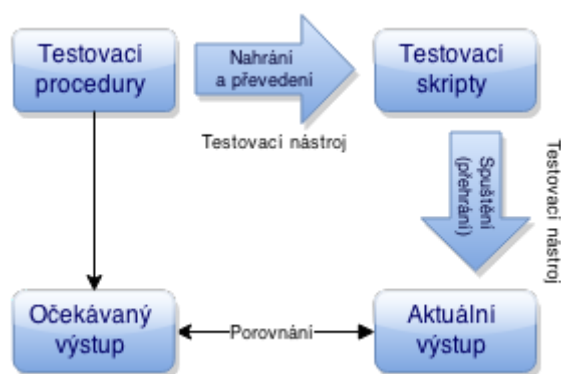 Testovací
procedury
Nahrání
a převedení
Testovací
skripty
Testovací nástroj
Spuštění
(přehrání)
Testovací nástroj
Očekávaný
výstup
Porovnání
Aktuální
výstup